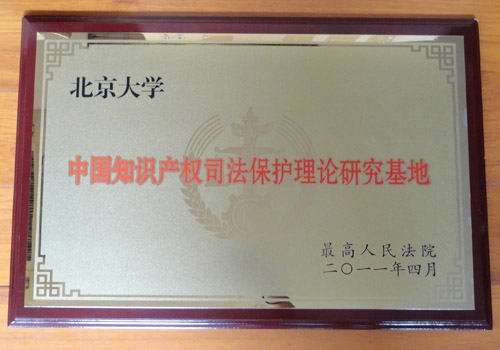 北京大学
中国知识产权司法保护理论研究基地
最高人民法院
二〇一一年四月